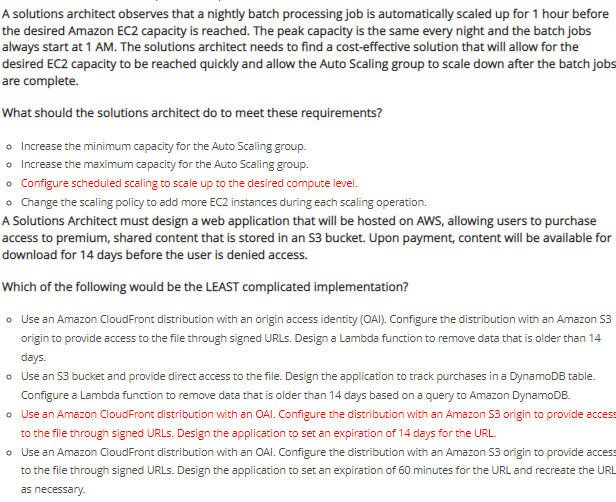 A solutions architect observes that a nightly batch processing job is automatically scaled up for 1 hour before
the desired Amazon EC2 capacity is reached. The peak capacity is the same every night and the batch jobs
always start at 1 AM. The solutions architect needs to find a cost-effective solution that will allow for the
desired EC2 capacity to be reached quickly and allow the Auto Scaling group to scale down after the batch jobs
are complete.
What should the solutions architect do to meet these requirements?
Increase the minimum capacity for the Auto Scaling group.
Increase the maximum capacity for the Auto Scaling group.
Configure scheduled scaling to scale up to the desired compute level.
Change the scaling policy to add more EC2 instances during each scaling operation.
A Solutions Architect must design a web application that will be hosted on AWS, allowing users to purchase
access to premium, shared content that is stored in an S3 bucket. Upon payment, content will be available for
download for 14 days before the user is denied access.
Which of the following would be the LEAST complicated implementation?
Use an Amazon CloudFront distribution with an origin access identity (OAI). Configure the distribution with an Amazon S3
origin to provide access to the file through signed URLs. Design a Lambda function to remove data that is older than 14
days.
Use an S3 bucket and provide direct access to the file. Design the application to track purchases in a DynamoDB table.
Configure a Lambda function to remove data that is older than 14 days based on a query to Amazon DynamoDB.
Use an Amazon CloudFront distribution with an OAI. Configure the distribution with an Amazon S3 origin to provide access
to the file through signed URLs. Design the application to set an expiration of 14 days for the URL.
Use an Amazon CloudFront distribution with an OAI. Configure the distribution with an Amazon S3 origin to provide access
to the file through signed URLs. Design the application to set an expiration of 60 minutes for the URL and recreate the URL
as necessary.